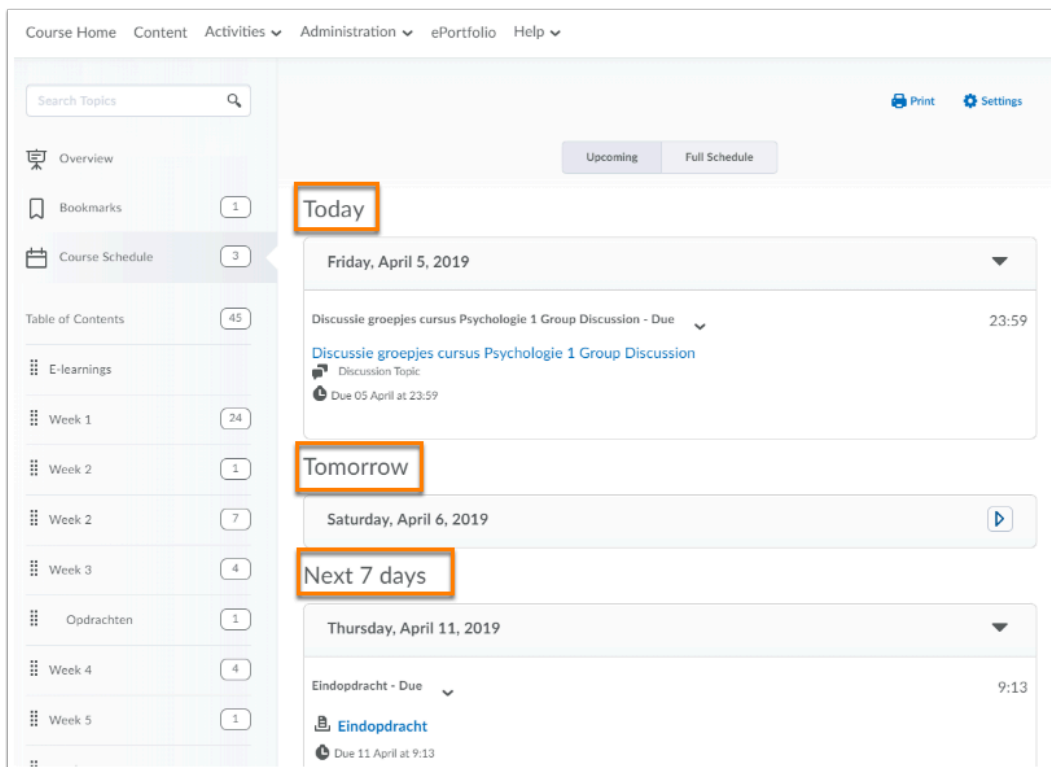 Course Home Content Activities Administration ePortfolio Help
Search Topics
Overview
Bookmarks 1
Course Schedule 3
Table of Contents 45
E-learnings
Week 1 24
Week 2 1
Week 2 7
Week 3 4
Opdrachten 1
Week 4 4
Week 5 1
Print Settings
Upcoming Full Schedule
Today
Friday, April 5, 2019
Discussie groepjes cursus Psychologie 1 Group Discussion - Due 23:59
Discussie groepjes cursus Psychologie 1 Group Discussion
Discussion Topic
Due 05 April at 23:59
Tomorrow
Saturday, April 6, 2019
Next 7 days
Thursday, April 11, 2019
Eindopdracht - Due 9:13
Eindopdracht
Due 11 April at 9:13